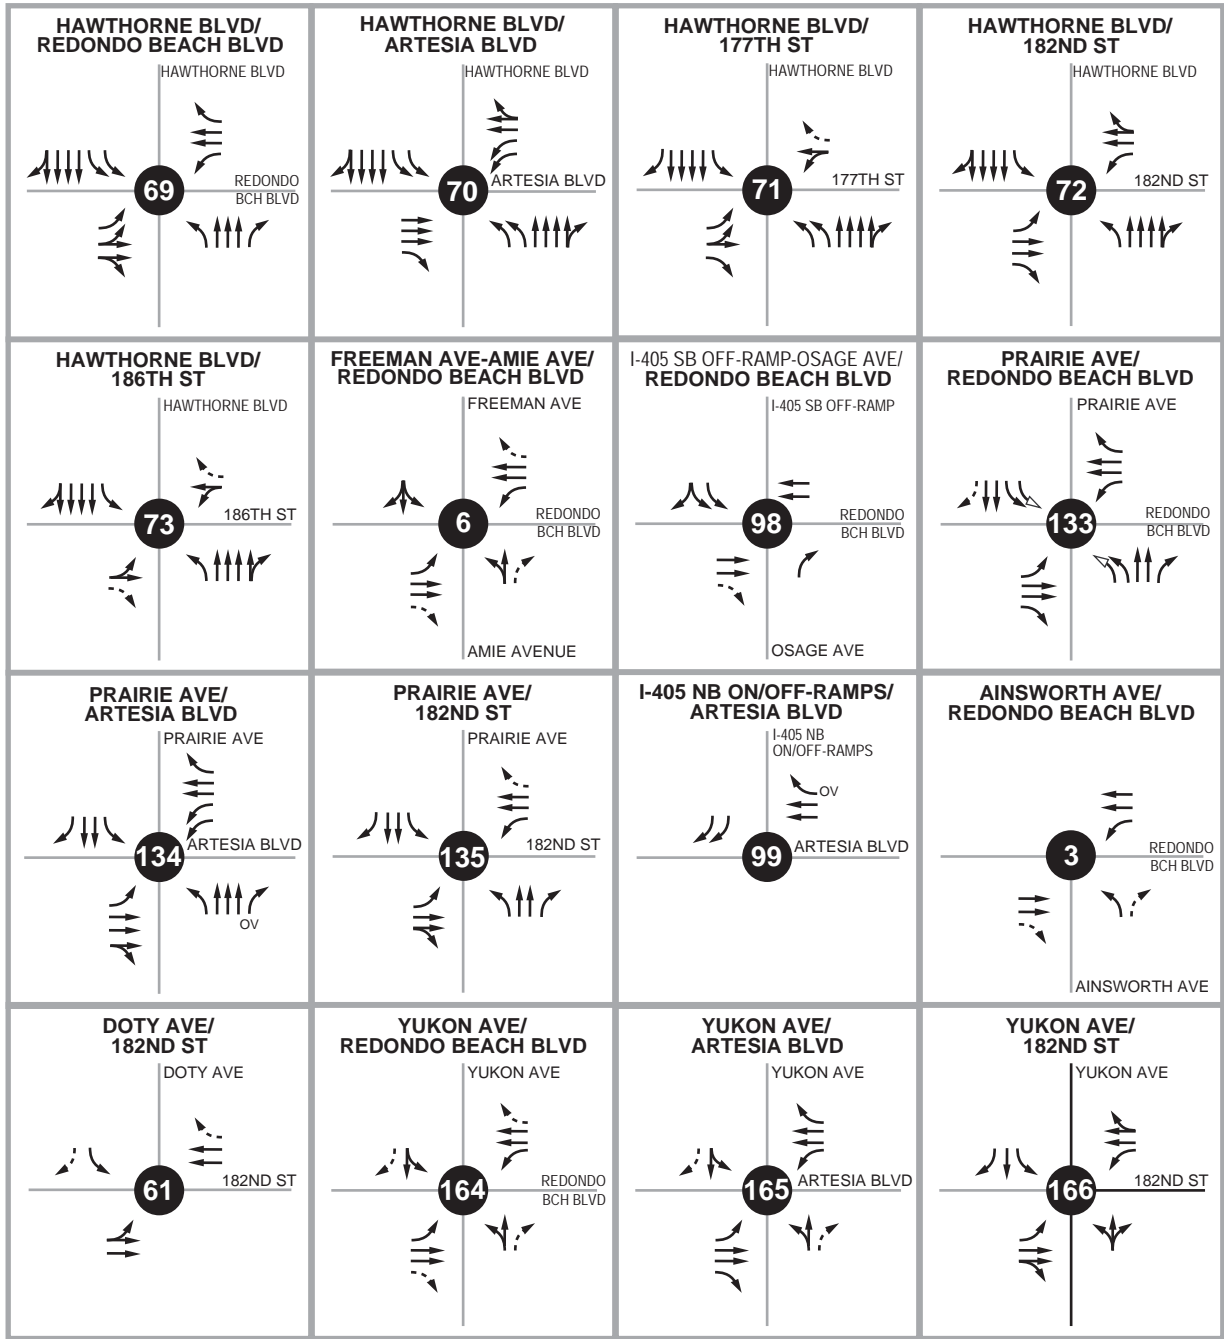 HAWTHORNE BLVD/
REDONDO BEACH BLVD
HAWTHORNE BLVD
69
REDONDO
BCH BLVD
HAWTHORNE BLVD/
ARTESIA BLVD
HAWTHORNE BLVD
70
ARTESIA BLVD
HAWTHORNE BLVD/
177TH ST
HAWTHORNE BLVD
71
177TH ST
HAWTHORNE BLVD/
182ND ST
HAWTHORNE BLVD
72
182ND ST
HAWTHORNE BLVD/
186TH ST
HAWTHORNE BLVD
73
186TH ST
FREEMAN AVE-AMIE AVE/
REDONDO BEACH BLVD
FREEMAN AVE
6
REDONDO
BCH BLVD
AMIE AVENUE
I-405 SB OFF-RAMP-OSAGE AVE/
REDONDO BEACH BLVD
I-405 SB OFF-RAMP
98
REDONDO
BCH BLVD
OSAGE AVE
PRAIRIE AVE/
REDONDO BEACH BLVD
PRAIRIE AVE
133
REDONDO
BCH BLVD
PRAIRIE AVE/
ARTESIA BLVD
PRAIRIE AVE
134
ARTESIA BLVD
OV
PRAIRIE AVE/
182ND ST
PRAIRIE AVE
135
182ND ST
I-405 NB ON/OFF-RAMPS/
ARTESIA BLVD
I-405 NB
ON/OFF-RAMPS
OV
99
ARTESIA BLVD
AINSWORTH AVE/
REDONDO BEACH BLVD
3
REDONDO
BCH BLVD
AINSWORTH AVE
DOTY AVE/
182ND ST
DOTY AVE
61
182ND ST
YUKON AVE/
REDONDO BEACH BLVD
YUKON AVE
164
REDONDO
BCH BLVD
YUKON AVE/
ARTESIA BLVD
YUKON AVE
165
ARTESIA BLVD
YUKON AVE/
182ND ST
YUKON AVE
166
182ND ST